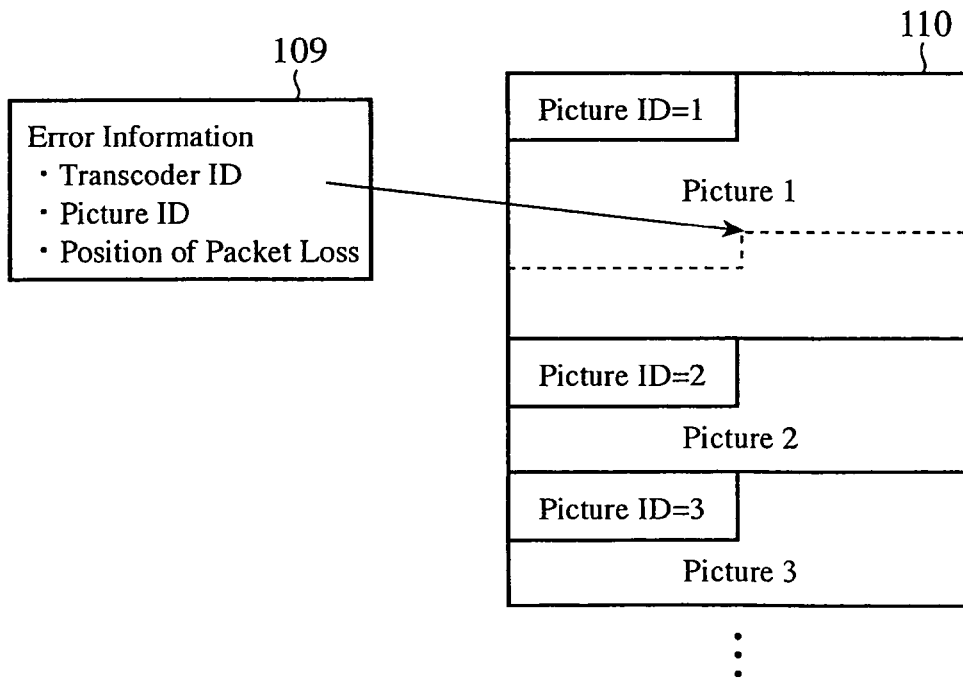 109
Error Information
・Transcoder ID
・Picture ID
・Position of Packet Loss
110
Picture ID=1
Picture 1
Picture ID=2
Picture 2
Picture ID=3
Picture 3